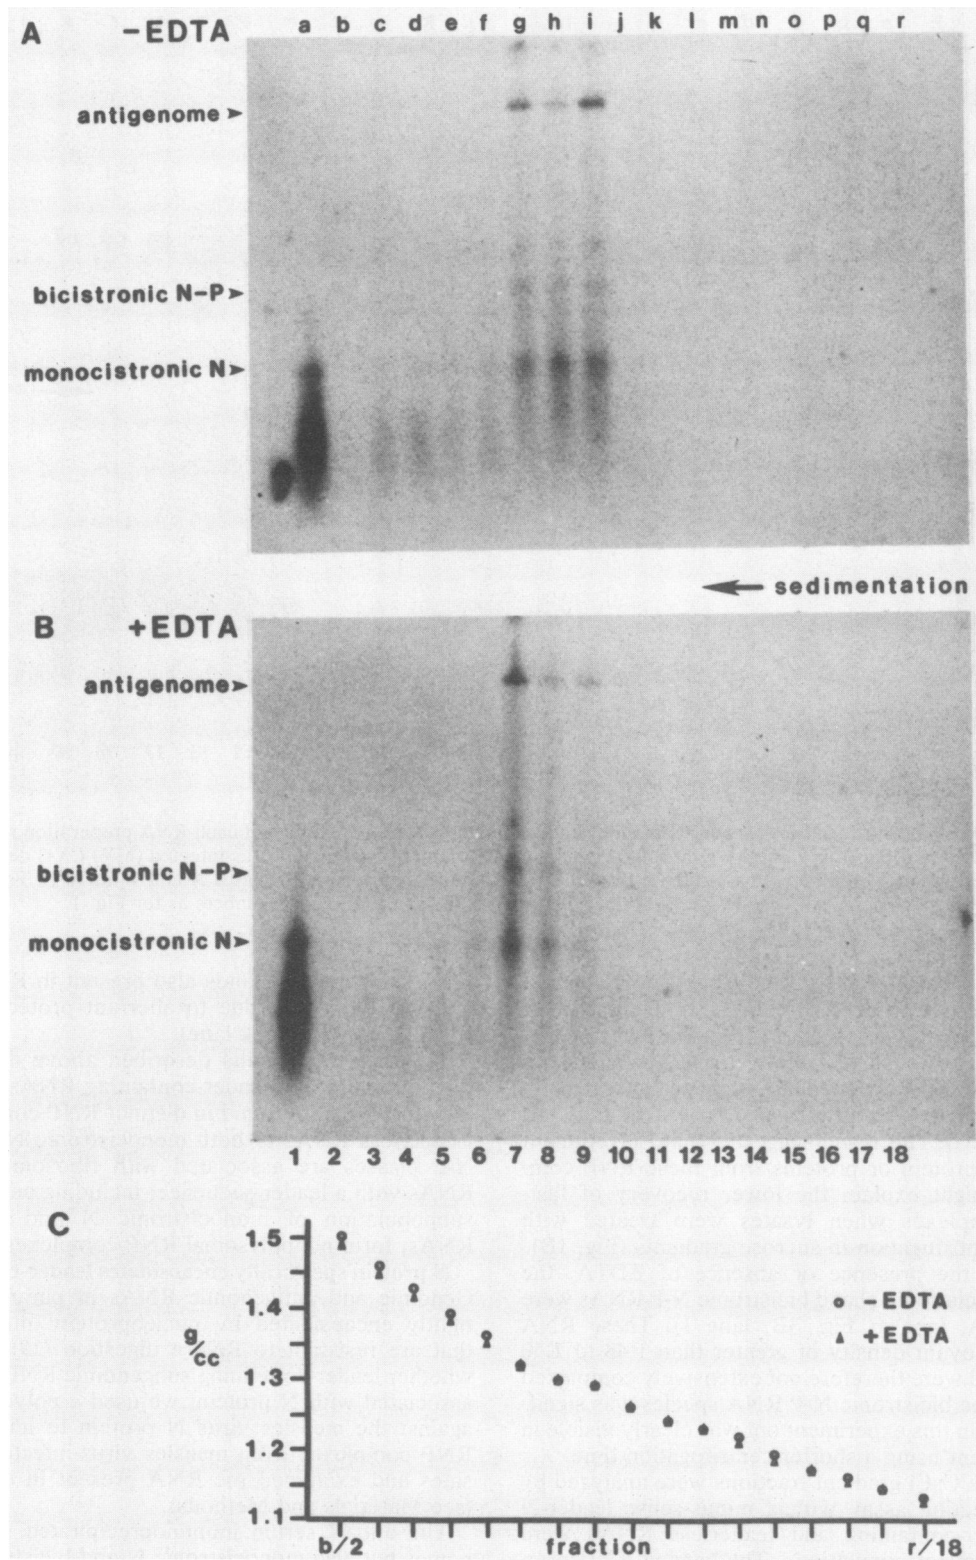 A
-EDTA
a b c d e f g h i j k l m n o p q r
antigenome
bicistronic N-P
monocistronic N
sedimentation
B
+EDTA
antigenome
bicistronic N-P
monocistronic N
1 2 3 4 5 6 7 8 9 10 11 12 13 14 15 16 17 18
C
1.5
1.4
g/cc
1.3
1.2
1.1
-EDTA
+EDTA
b/2
fraction
r/18